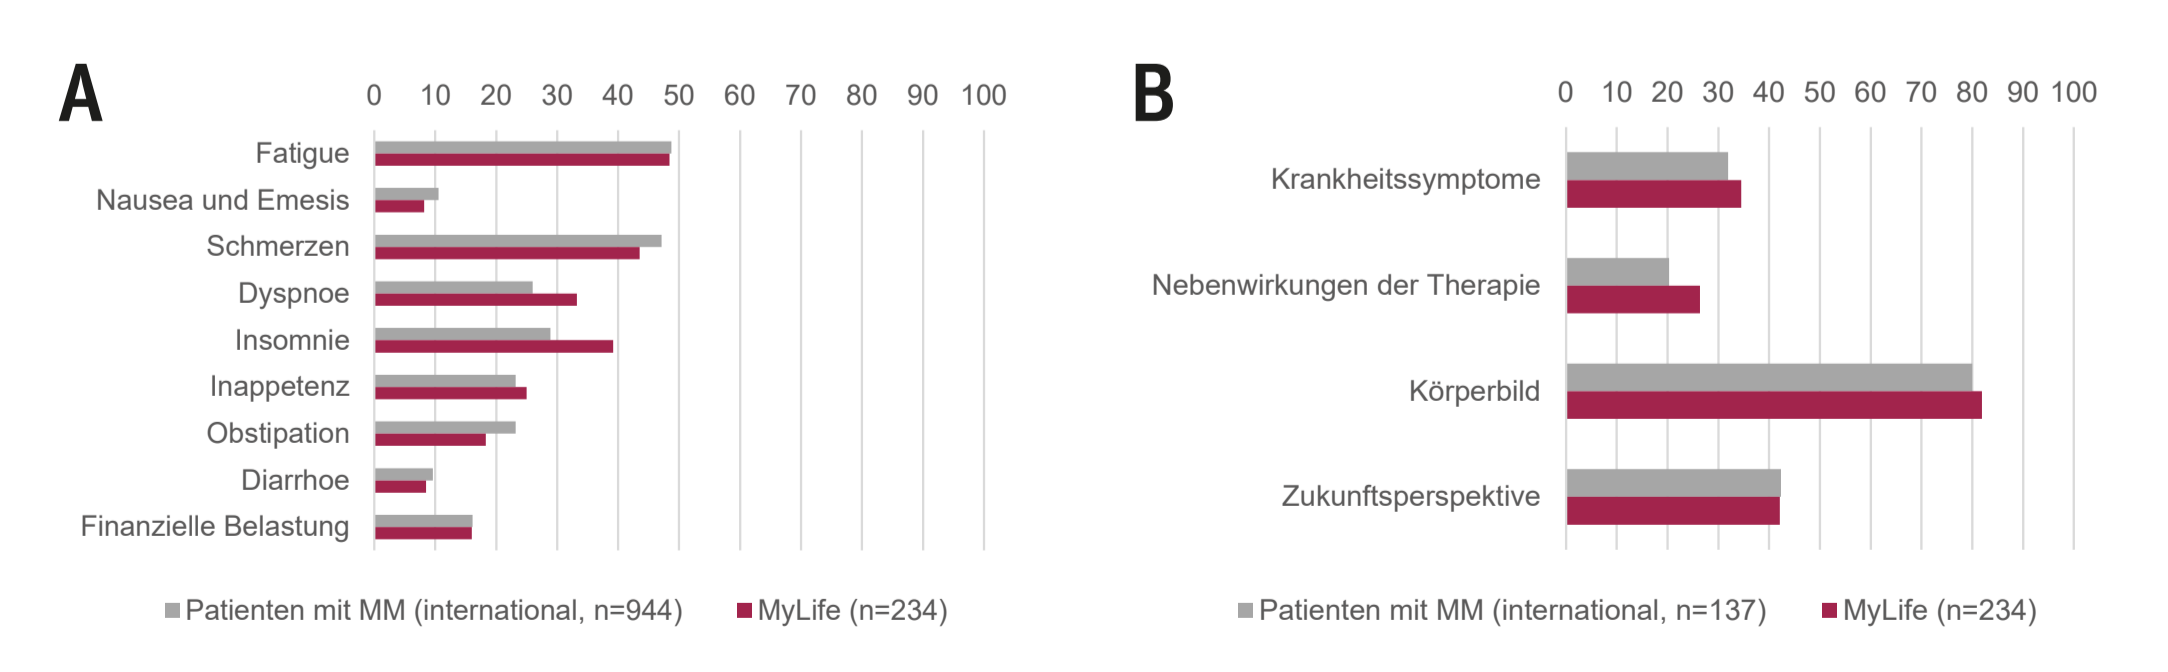 A
0 10 20 30 40 50 60 70 80 90 100
Fatigue
Nausea und Emesis
Schmerzen
Dyspnoe
Insomnie
Inappetenz
Obstipation
Diarrhoe
Finanzielle Belastung
Patienten mit MM (international, n=944) MyLife (n=234)
B
0 10 20 30 40 50 60 70 80 90 100
Krankheitssymptome
Nebenwirkungen der Therapie
Körperbild
Zukunftsperspektive
Patienten mit MM (international, n=137) MyLife (n=234)